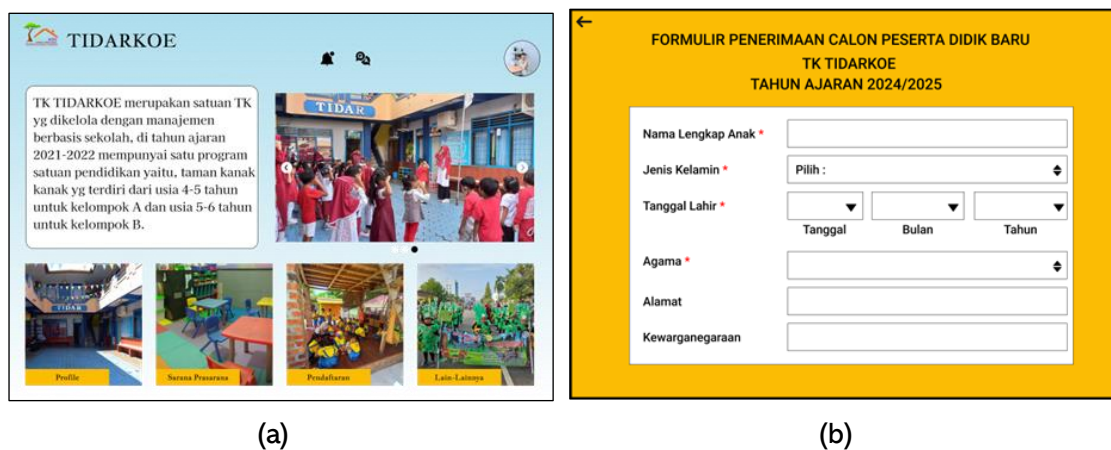 TIDARKOE
TK TIDARKOE merupakan satuan TK
yg dikelola dengan manajemen
berbasis sekolah, di tahun ajaran
2021-2022 mempunyai satu program
satuan pendidikan yaitu, taman kanak
kanak yg terdiri dari usia 4-5 tahun
untuk kelompok A dan usia 5-6 tahun
untuk kelompok B.
TIDAR
TIDAR
Profile
Sarana Prasarana
Pendaftaran
Lain-Lainnya
(a)
FORMULIR PENERIMAAN CALON PESERTA DIDIK BARU
TK TIDARKOE
TAHUN AJARAN 2024/2025
Nama Lengkap Anak *
Jenis Kelamin * Pilih :
Tanggal Lahir *
Tanggal Bulan Tahun
Agama *
Alamat
Kewarganegaraan
(b)